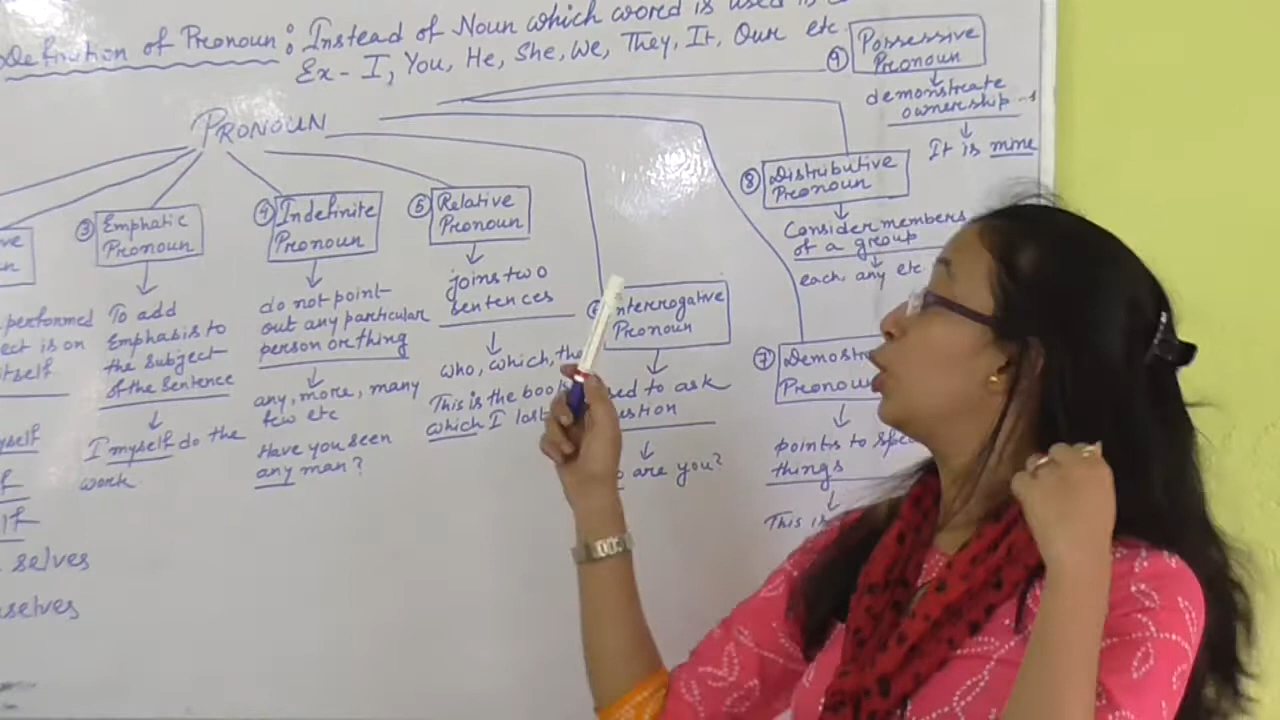 Definition of Pronoun: Instead of Noun which word is used is
Ex - I, You, He, She, We, They, It, Our etc.
PRONOUN
③ Emphatic
Pronoun
To add
Emphasis to
the subject
of the sentence
I myself do the
work
④ Indefinite
Pronoun
do not point
out any particular
person or thing
any, more, many
few etc
Have you seen
any man?
⑤ Relative
Pronoun
joins two
sentences
who, which,
This is the book
which I lost
Interrogative
Pronoun
to ask
are you?
⑦
Pronoun
points to
things
This is
⑧ Distributive
Pronoun
Consider members
of a group
each, any etc.
⑨ Possessive
Pronoun
demonstrate
ownership
It is mine
performed
is on
selves